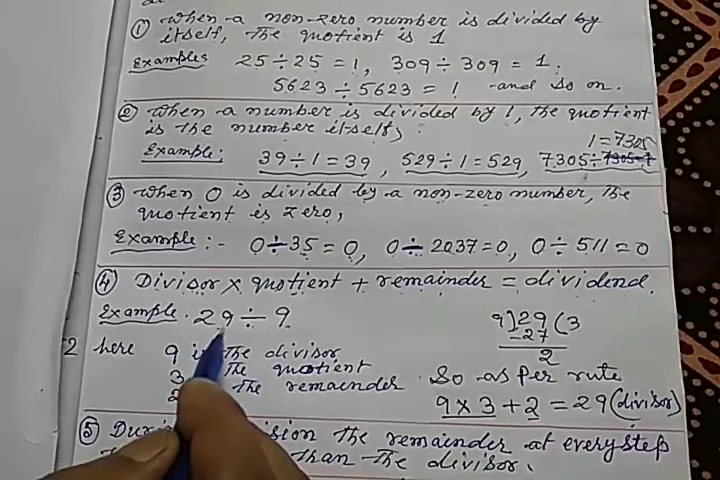 ① When a non-zero number is divided by
itself, the quotient is 1
Examples 25÷25 = 1, 309÷309 = 1.
5623÷5623 = 1 and so on.
② When a number is divided by 1, the quotient
is the number itself,
1=7305
Example: 39÷1=39, 529÷1=529, 7305÷
③ When 0 is divided by a non-zero number, the
quotient is zero,
Example:- 0÷35=0, 0÷2037=0, 0÷511=0
④ Divisor × quotient + remainder = dividend.
Example. 29÷9
9)29(3
-27
2
2 here 9 is the divisor
3 the quotient
2 the remainder. So as per rule
9×3+2=29(divisor)
⑤ During division the remainder at every step
than the divisor.